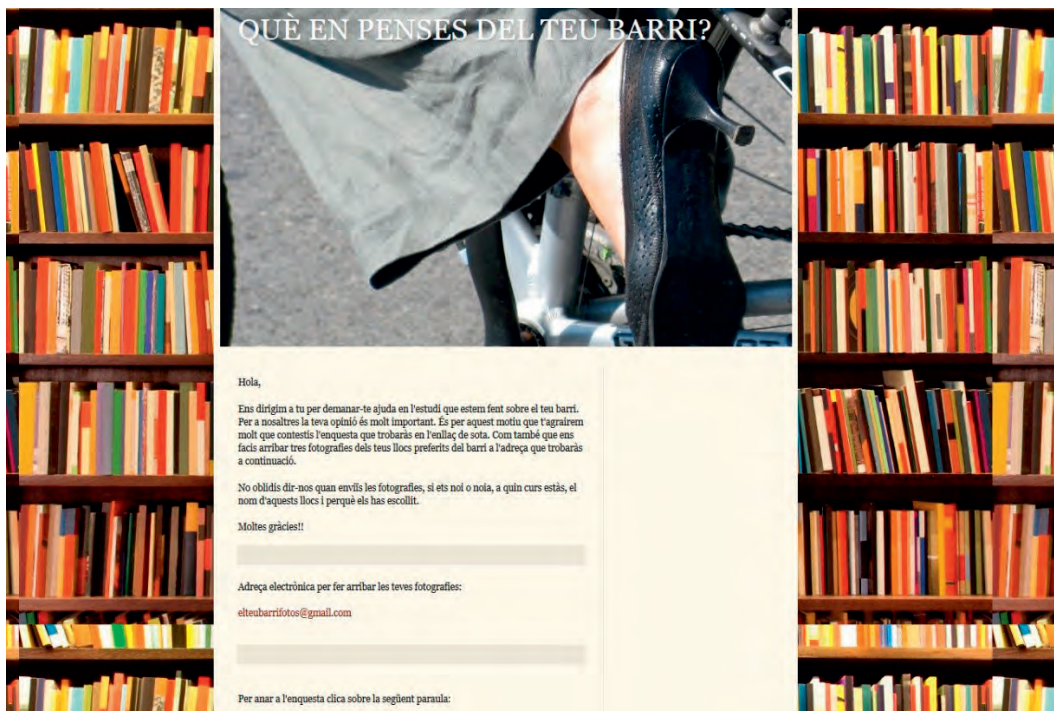 QUÈ EN PENSES DEL TEU BARRI?
Hola,
Ens dirigim a tu per demanar-te ajuda en l'estudi que estem fent sobre el teu barri.
Per a nosaltres la teva opinió és molt important. És per aquest motiu que t'agrairem
molt que contestis l'enquesta que trobaràs en l'enllaç de sota. Com també que ens
facis arribar tres fotografies dels teus llocs preferits del barri a l'adreça que trobaràs
a continuació.
No oblidis dir-nos quan enviïs les fotografies, si ets noi o noia, a quin curs estàs, el
nom d'aquests llocs i perquè els has escollit.
Moltes gràcies!!
Adreça electrònica per fer arribar les teves fotografies:
elteubarrifotos@gmail.com
Per anar a l'enquesta clica sobre la següent paraula: